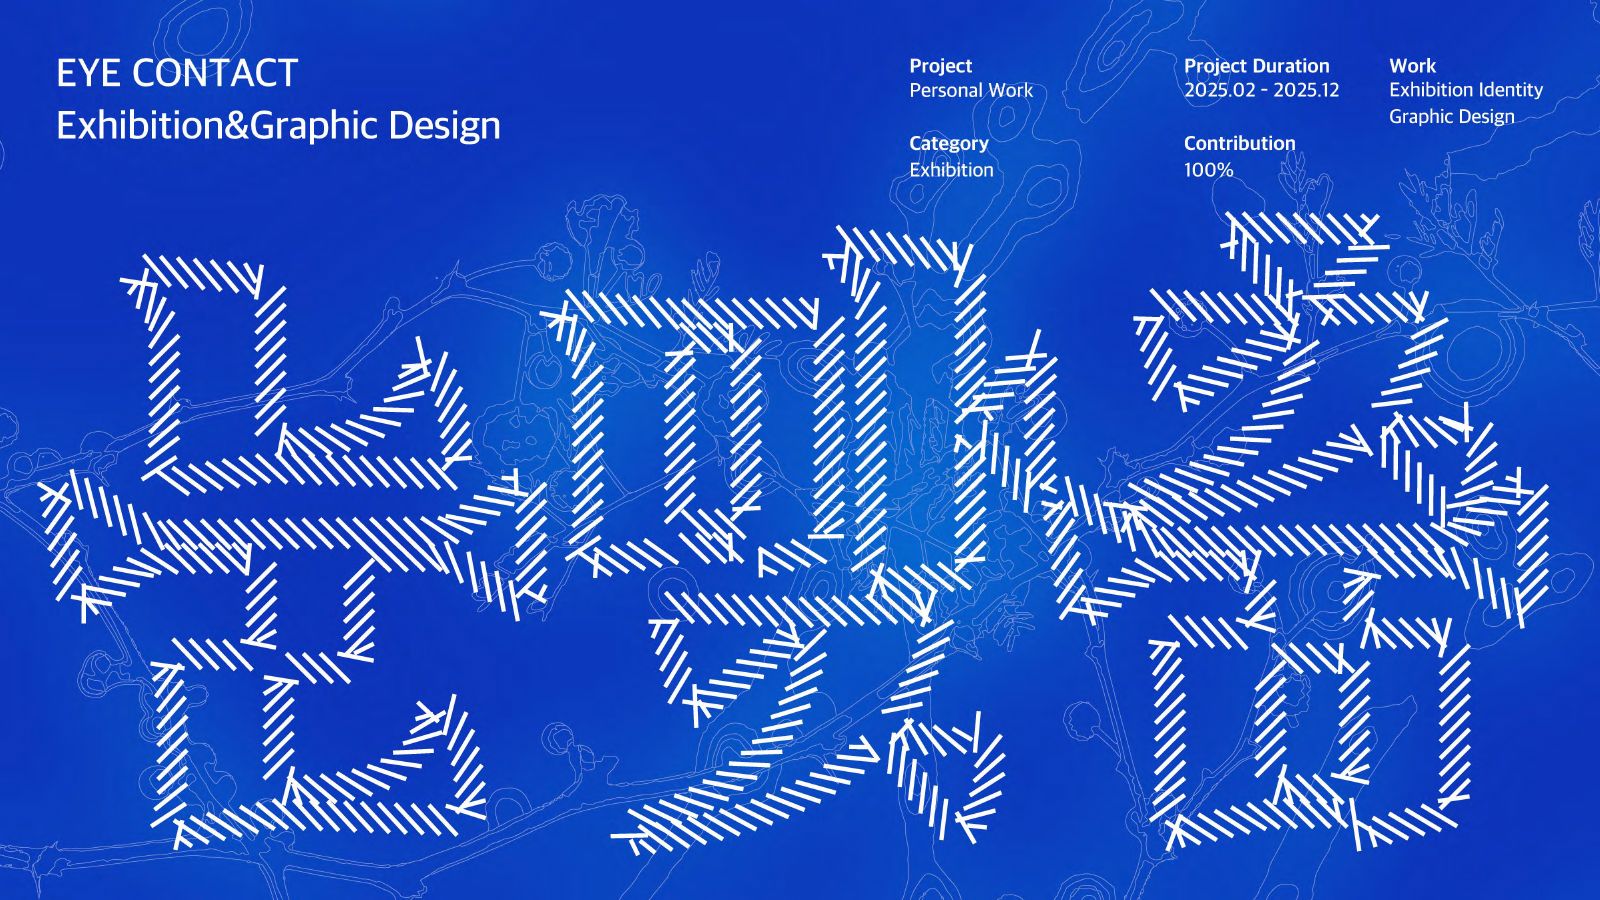 EYE CONTACT
Exhibition&Graphic Design
Project
Personal Work
Category
Exhibition
Project Duration
2025.02 - 2025.12
Contribution
100%
Work
Exhibition Identity
Graphic Design
눈맞춤